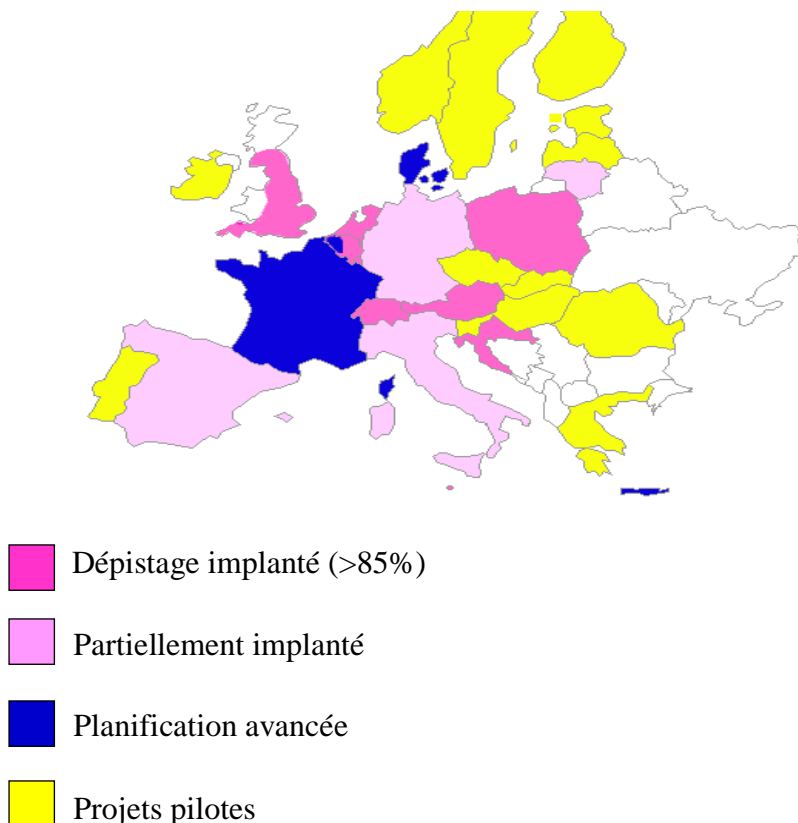 Dépistage implanté (>85%)
Partiellement implanté
Planification avancée
Projets pilotes